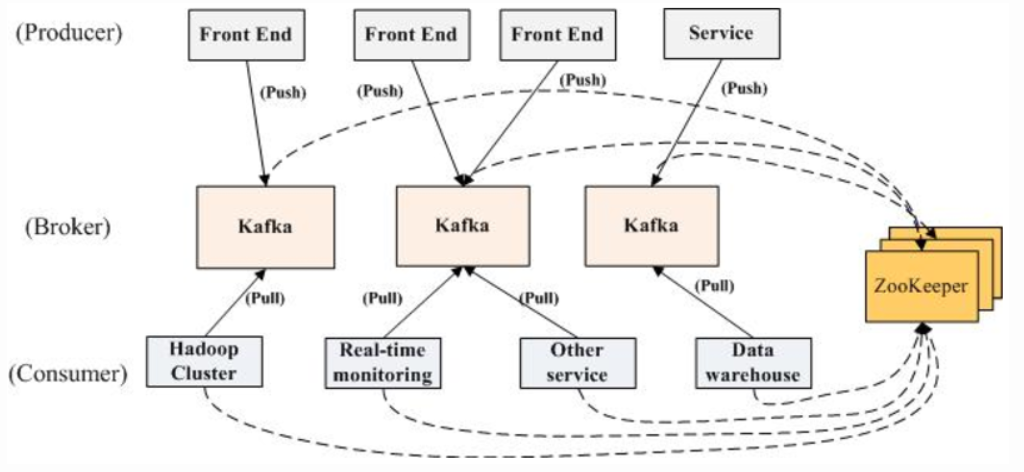 (Producer)
Front End
Front End
Front End
Service
(Push)
(Push)
(Push)
(Push)
(Broker)
Kafka
Kafka
Kafka
ZooKeeper
(Pull)
(Pull)
(Pull)
(Pull)
(Consumer)
Hadoop
Cluster
Real-time
monitoring
Other
service
Data
warehouse